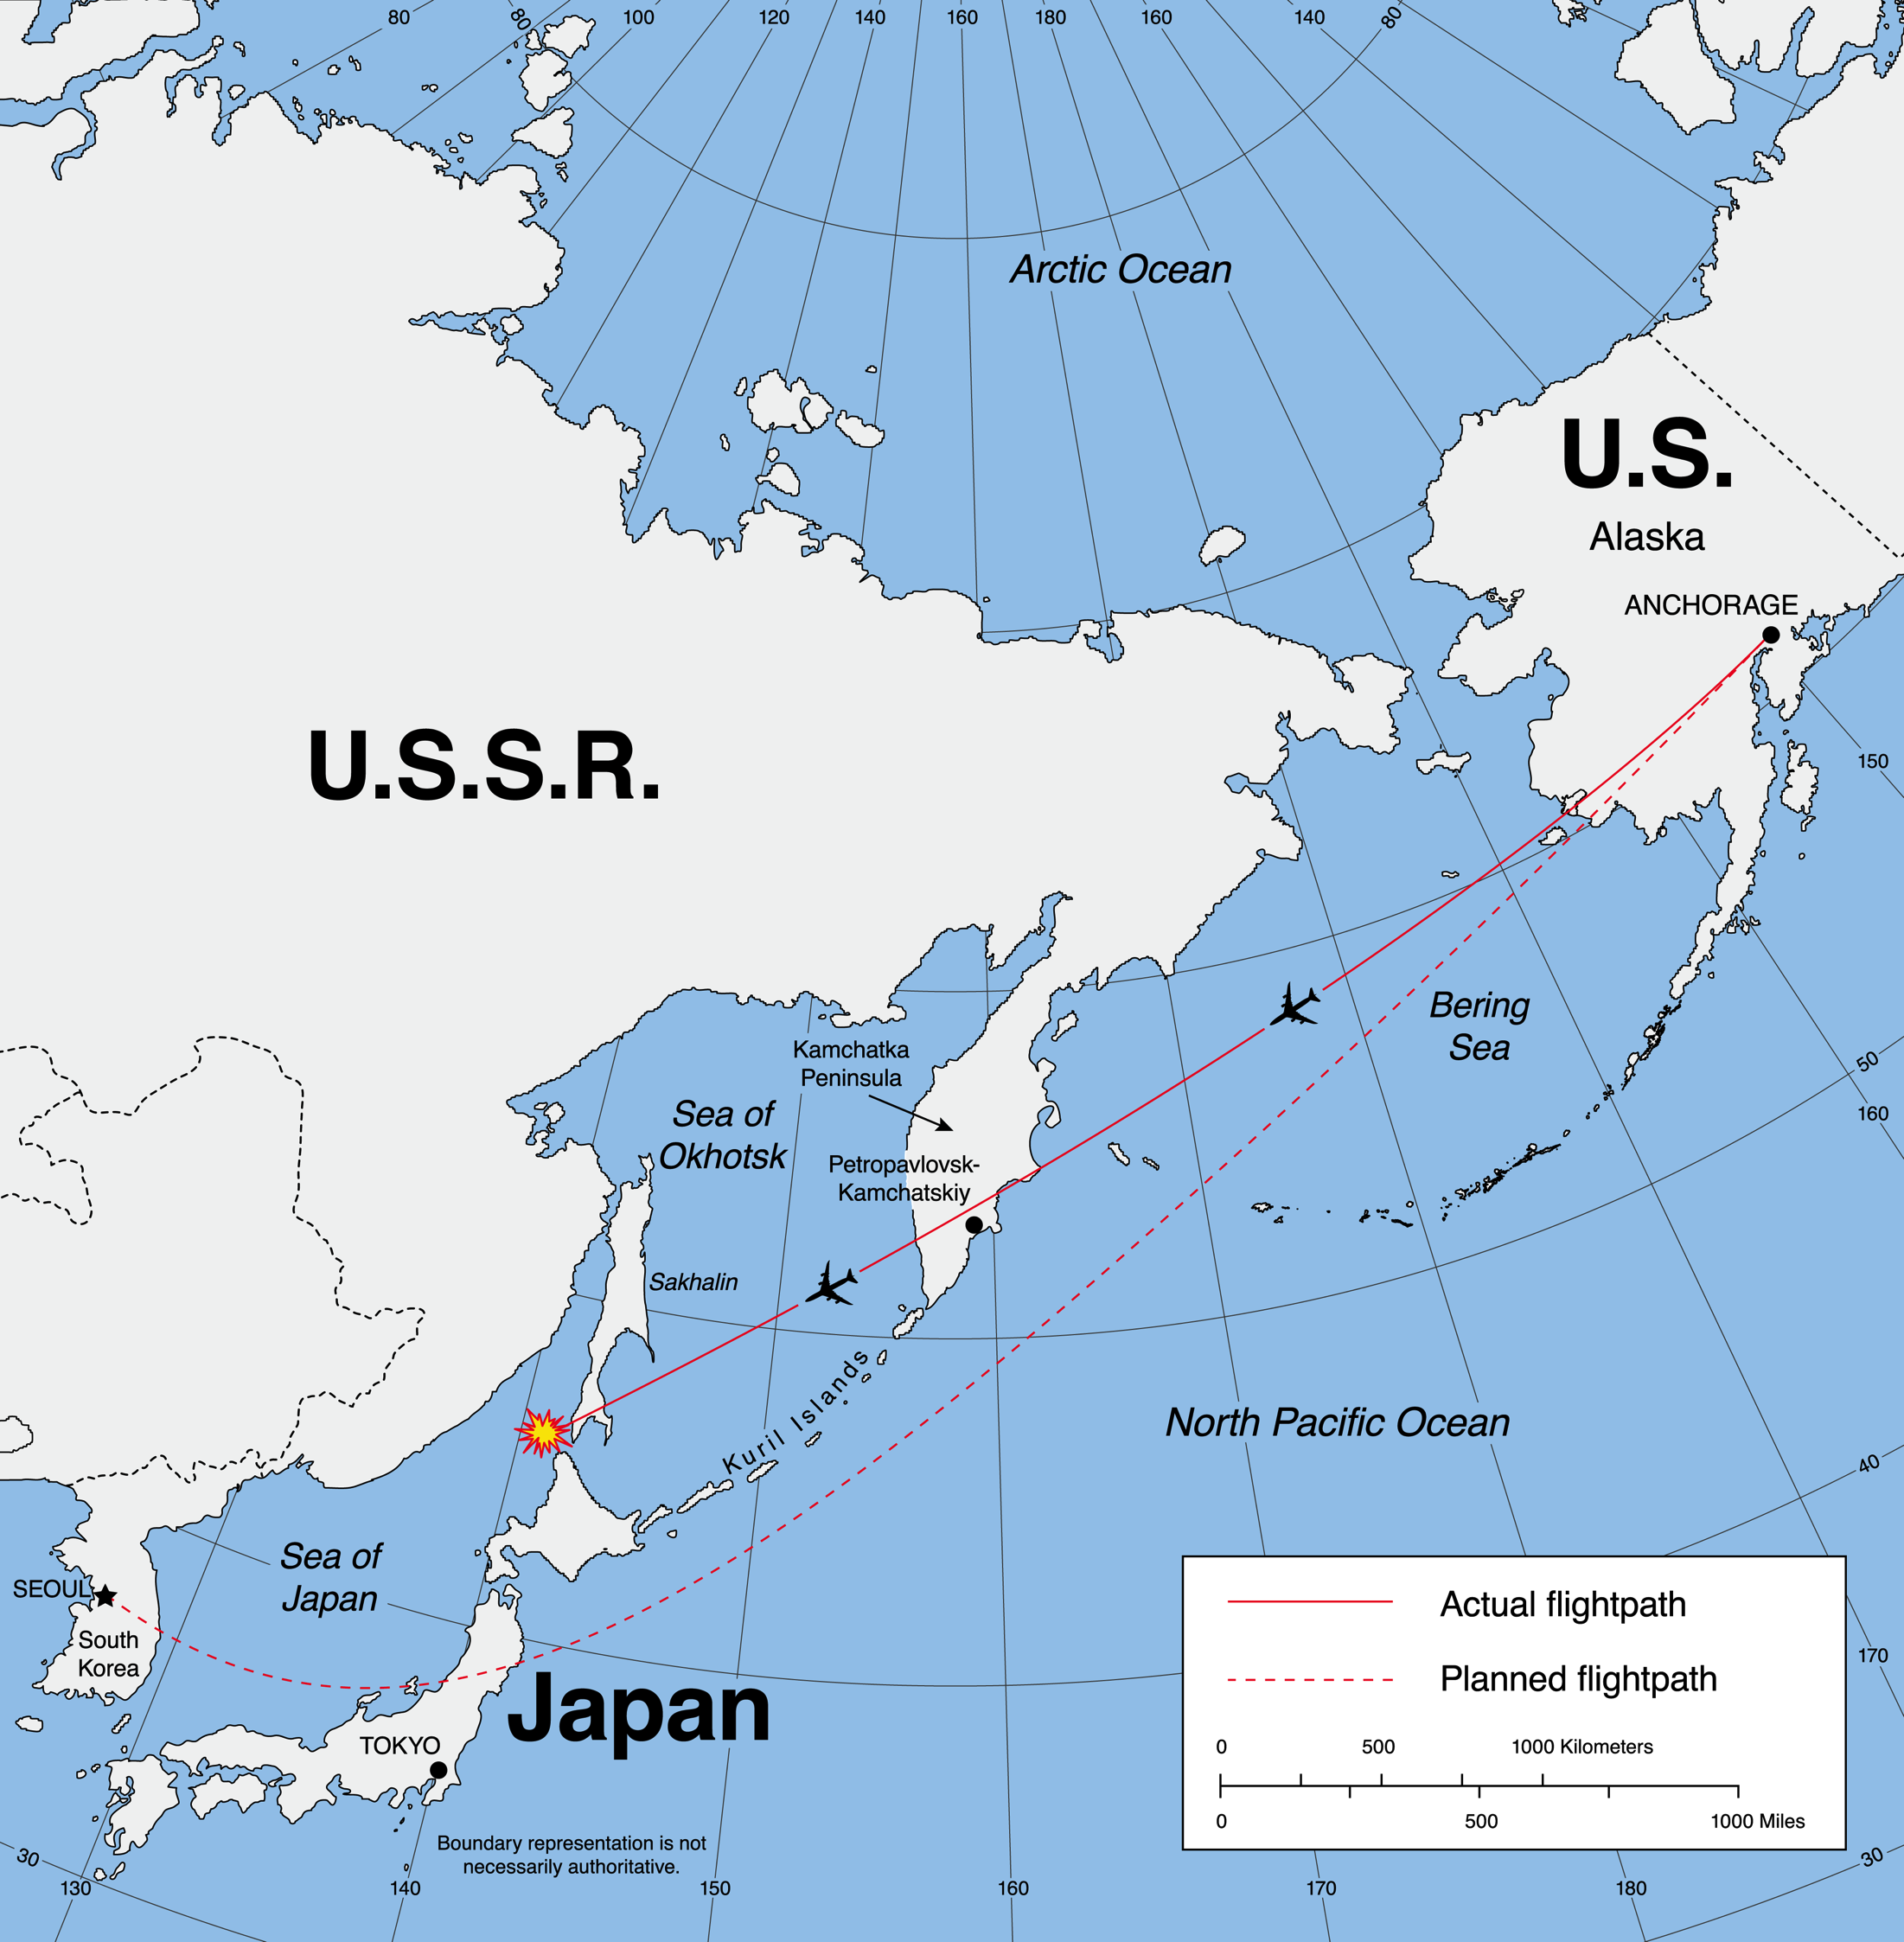 80
80
100
120
140
160
180
160
140
80
Arctic Ocean
U.S.
Alaska
ANCHORAGE
U.S.S.R.
150
Bering
Sea
Kamchatka
Peninsula
50
Sea of
Okhotsk
160
Petropavlovsk-
Kamchatskiy
Sakhalin
Kuril Islands
North Pacific Ocean
40
Sea of
Japan
SEOUL
South
Korea
Actual flightpath
170
Planned flightpath
Japan
TOKYO
0 500 1000 Kilometers
0 500 1000 Miles
Boundary representation is not
necessarily authoritative.
30
30
130
140
150
160
170
180